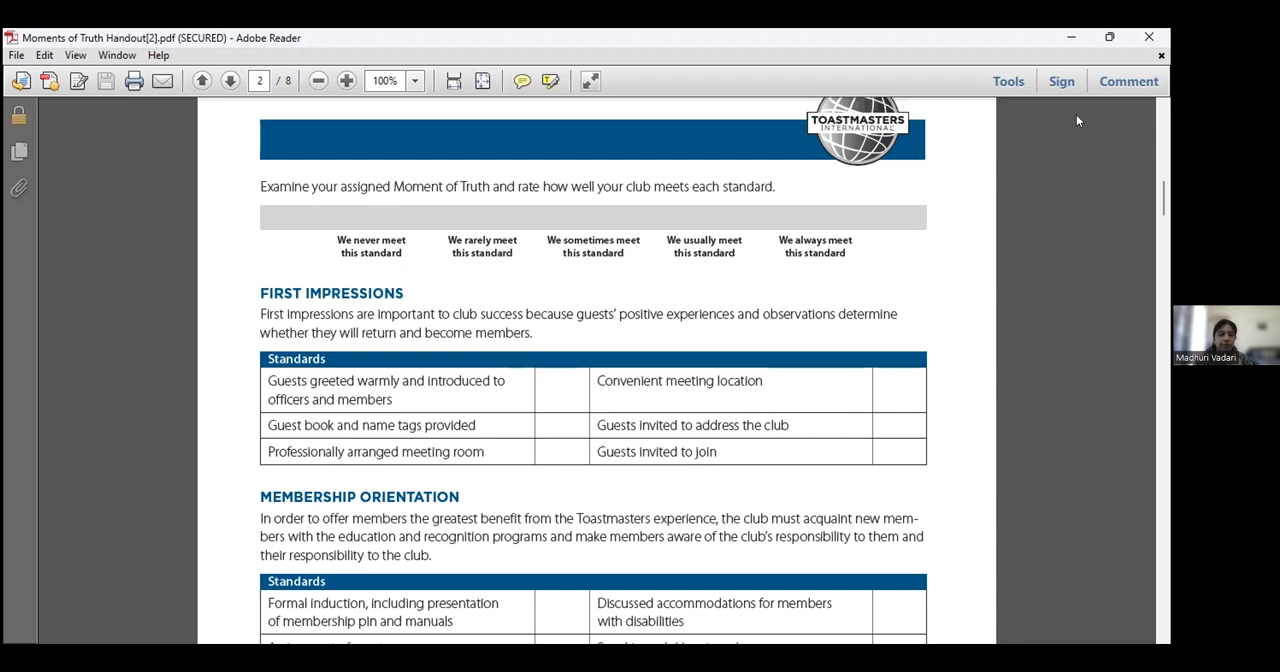 Moments of Truth Handout[2].pdf (SECURED) - Adobe Reader
File Edit View Window Help
2 / 8 100% Tools Sign Comment
TOASTMASTERS
INTERNATIONAL
Examine your assigned Moment of Truth and rate how well your club meets each standard.
We never meet We rarely meet We sometimes meet We usually meet We always meet
this standard this standard this standard this standard this standard
FIRST IMPRESSIONS
First impressions are important to club success because guests' positive experiences and observations determine
whether they will return and become members.
Standards
Guests greeted warmly and introduced to Convenient meeting location
officers and members
Guest book and name tags provided Guests invited to address the club
Professionally arranged meeting room Guests invited to join
Madhuri Vadari
MEMBERSHIP ORIENTATION
In order to offer members the greatest benefit from the Toastmasters experience, the club must acquaint new mem-
bers with the education and recognition programs and make members aware of the club's responsibility to them and
their responsibility to the club.
Standards
Formal induction, including presentation Discussed accommodations for members
of membership pin and manuals with disabilities